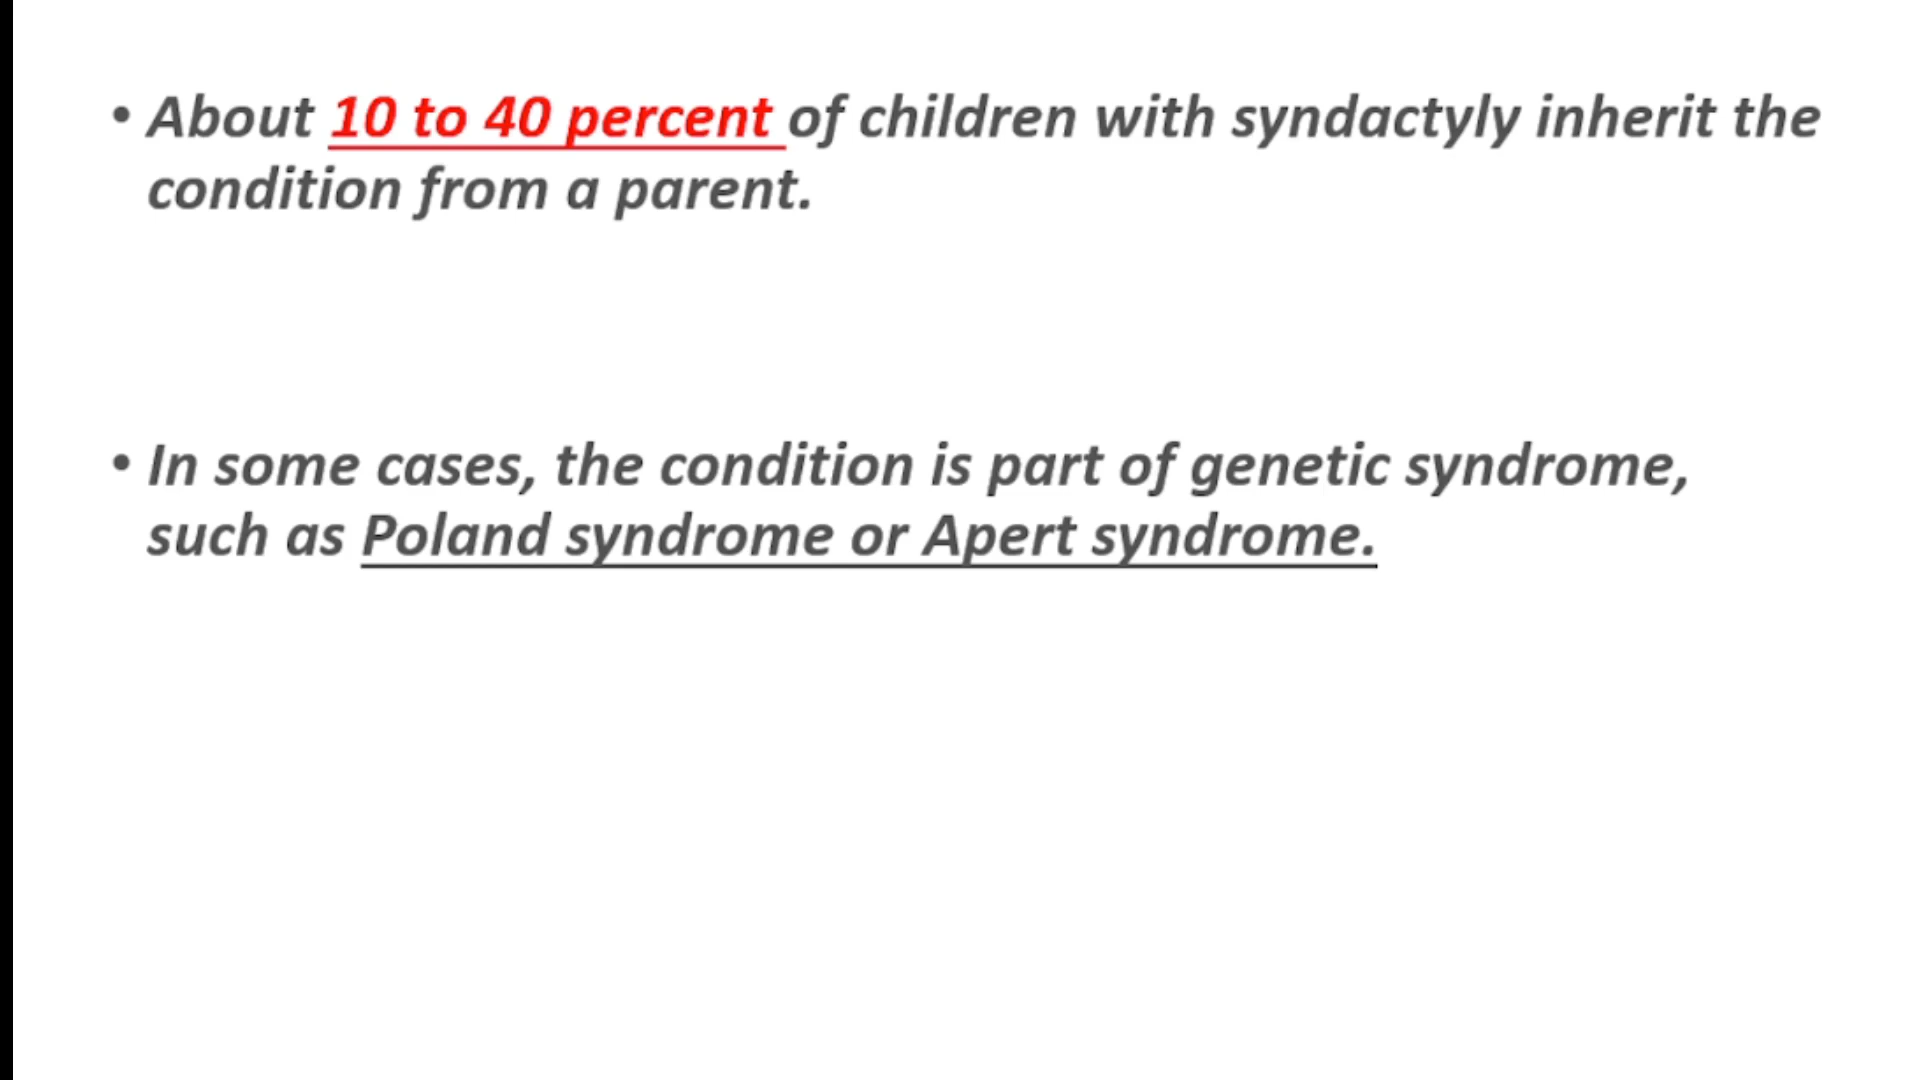 • About 10 to 40 percent of children with syndactyly inherit the
condition from a parent.
• In some cases, the condition is part of genetic syndrome,
such as Poland syndrome or Apert syndrome.